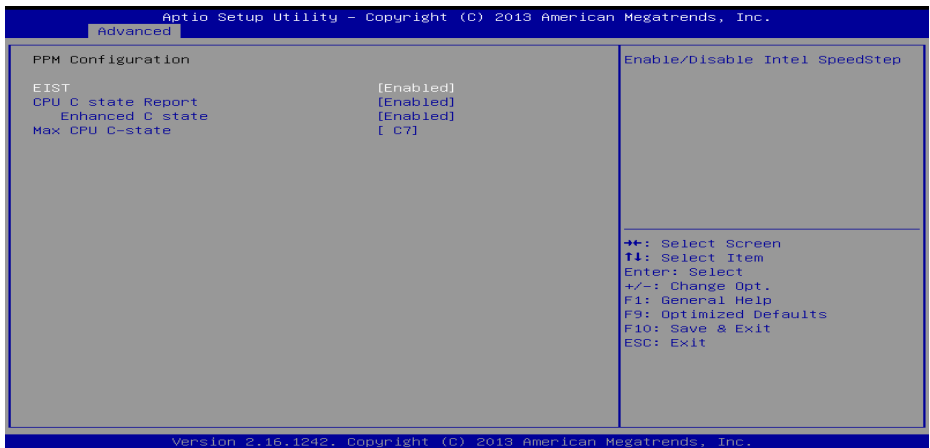 Aptio Setup Utility – Copyright (C) 2013 American Megatrends, Inc.
Advanced
PPM Configuration
EIST [Enabled]
CPU C state Report [Enabled]
Enhanced C state [Enabled]
Max CPU C-state [ C7]
Enable/Disable Intel SpeedStep
→←: Select Screen
↑↓: Select Item
Enter: Select
+/-: Change Opt.
F1: General Help
F9: Optimized Defaults
F10: Save & Exit
ESC: Exit
Version 2.16.1242. Copyright (C) 2013 American Megatrends, Inc.